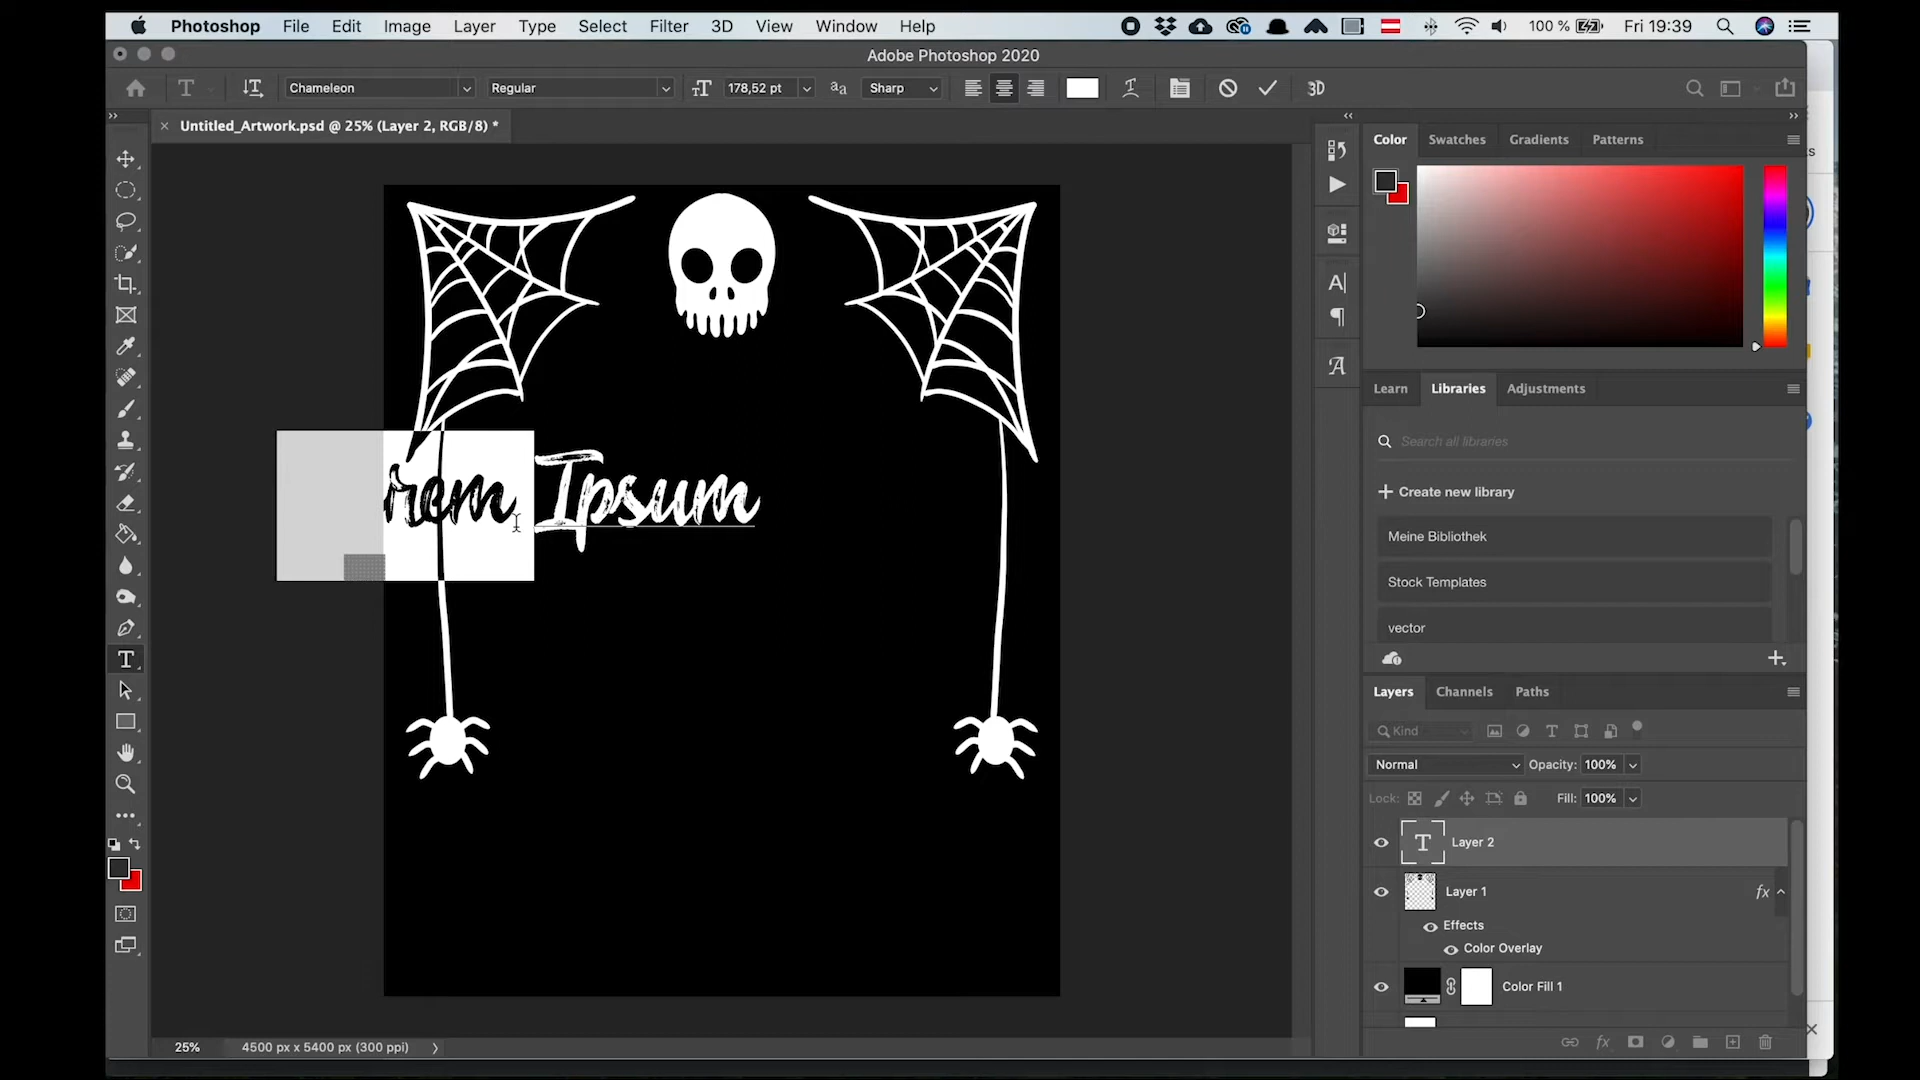 Photoshop File Edit Image Layer Type Select Filter 3D View Window Help 100 % Fri 19:39
Adobe Photoshop 2020
Chameleon Regular 178,52 pt Sharp 3D
× Untitled_Artwork.psd @ 25% (Layer 2, RGB/8) *
Color Swatches Gradients Patterns
Learn Libraries Adjustments
Search all libraries
+ Create new library
Meine Bibliothek
Stock Templates
vector
rem Ipsum
Layers Channels Paths
Kind
Normal Opacity: 100%
Lock: Fill: 100%
T Layer 2
Layer 1 fx
Effects
Color Overlay
Color Fill 1
25% 4500 px x 5400 px (300 ppi)